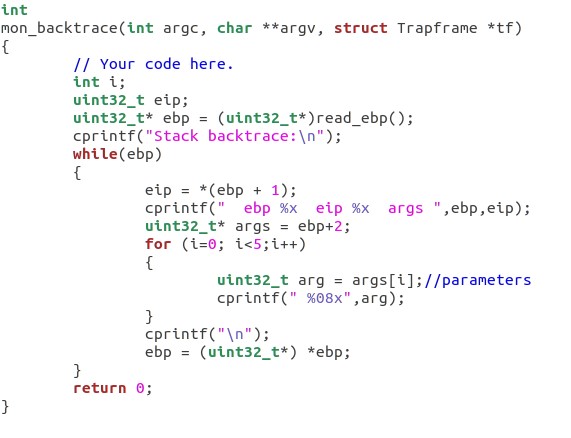 int
mon_backtrace(int argc, char **argv, struct Trapframe *tf)
{
        // Your code here.
        int i;
        uint32_t eip;
        uint32_t* ebp = (uint32_t*)read_ebp();
        cprintf("Stack backtrace:\n");
        while(ebp)
        {
                eip = *(ebp + 1);
                cprintf("  ebp %x  eip %x  args ",ebp,eip);
                uint32_t* args = ebp+2;
                for (i=0; i<5;i++)
                {
                        uint32_t arg = args[i];//parameters
                        cprintf(" %08x",arg);
                }
                cprintf("\n");
                ebp = (uint32_t*) *ebp;
        }
        return 0;
}